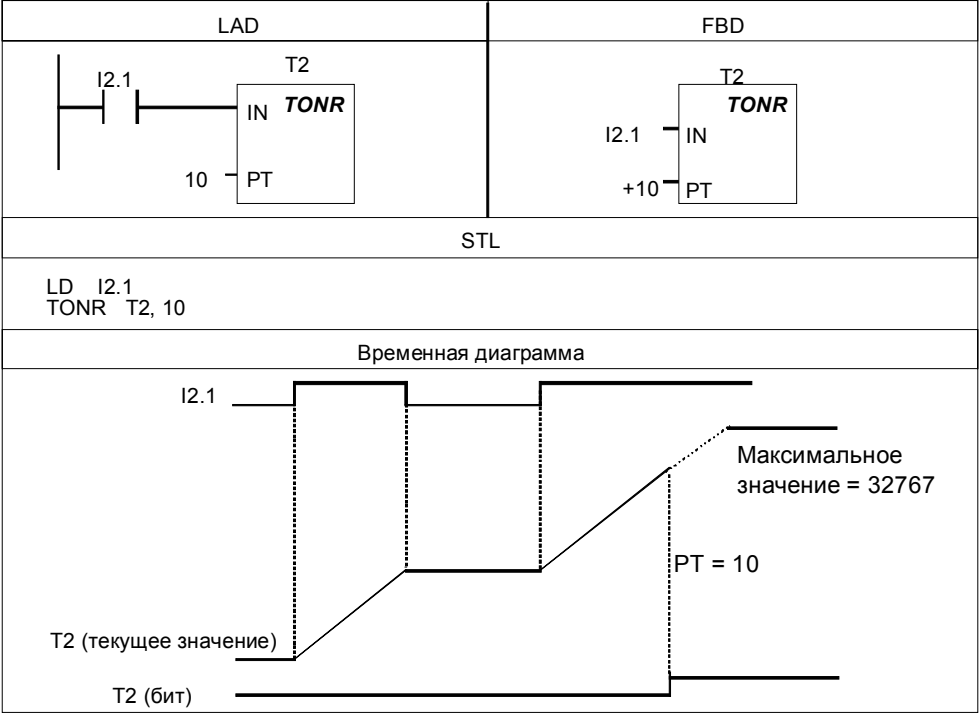 LAD
FBD
I2.1
T2
IN TONR
10 PT
T2
TONR
I2.1 IN
+10 PT
STL
LD I2.1
TONR T2, 10
Временная диаграмма
I2.1
Максимальное
значение = 32767
PT = 10
T2 (текущее значение)
T2 (бит)